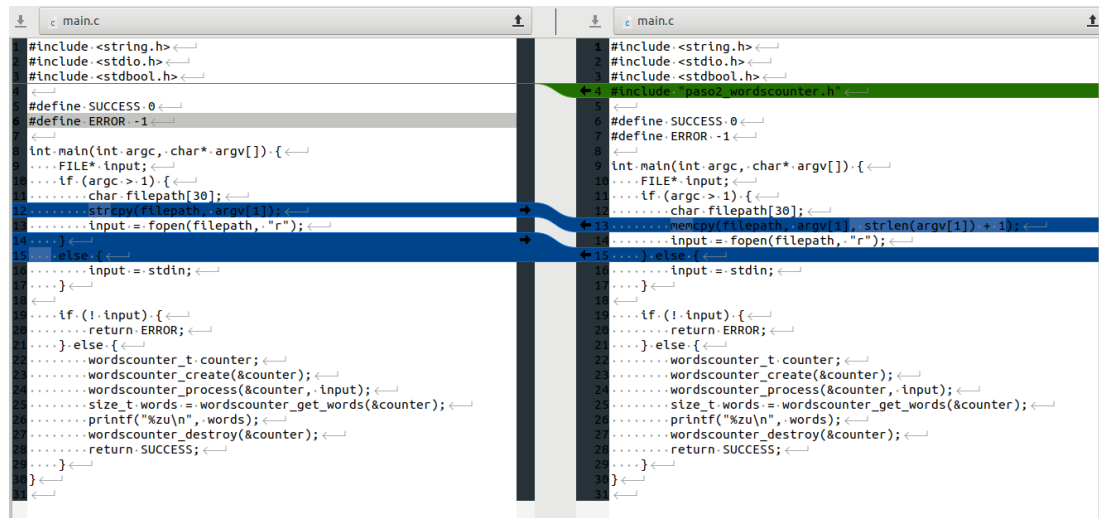 main.c
1 #include <string.h>
2 #include <stdio.h>
3 #include <stdbool.h>
4
5 #define SUCCESS 0
6 #define ERROR -1
7
8 int main(int argc, char* argv[]) {
9     FILE* input;
10     if (argc > 1) {
11         char filepath[30];
12         strcpy(filepath, argv[1]);
13         input = fopen(filepath, "r");
14     }
15     else {
16         input = stdin;
17     }
18
19     if (! input) {
20         return ERROR;
21     } else {
22         wordscounter_t counter;
23         wordscounter_create(&counter);
24         wordscounter_process(&counter, input);
25         size_t words = wordscounter_get_words(&counter);
26         printf("%zu\n", words);
27         wordscounter_destroy(&counter);
28         return SUCCESS;
29     }
30 }
31
main.c
1 #include <string.h>
2 #include <stdio.h>
3 #include <stdbool.h>
4 #include "paso2_wordscounter.h"
5
6 #define SUCCESS 0
7 #define ERROR -1
8
9 int main(int argc, char* argv[]) {
10     FILE* input;
11     if (argc > 1) {
12         char filepath[30];
13         memcpy(filepath, argv[1], strlen(argv[1]) + 1);
14         input = fopen(filepath, "r");
15     } else {
16         input = stdin;
17     }
18
19     if (! input) {
20         return ERROR;
21     } else {
22         wordscounter_t counter;
23         wordscounter_create(&counter);
24         wordscounter_process(&counter, input);
25         size_t words = wordscounter_get_words(&counter);
26         printf("%zu\n", words);
27         wordscounter_destroy(&counter);
28         return SUCCESS;
29     }
30 }
31